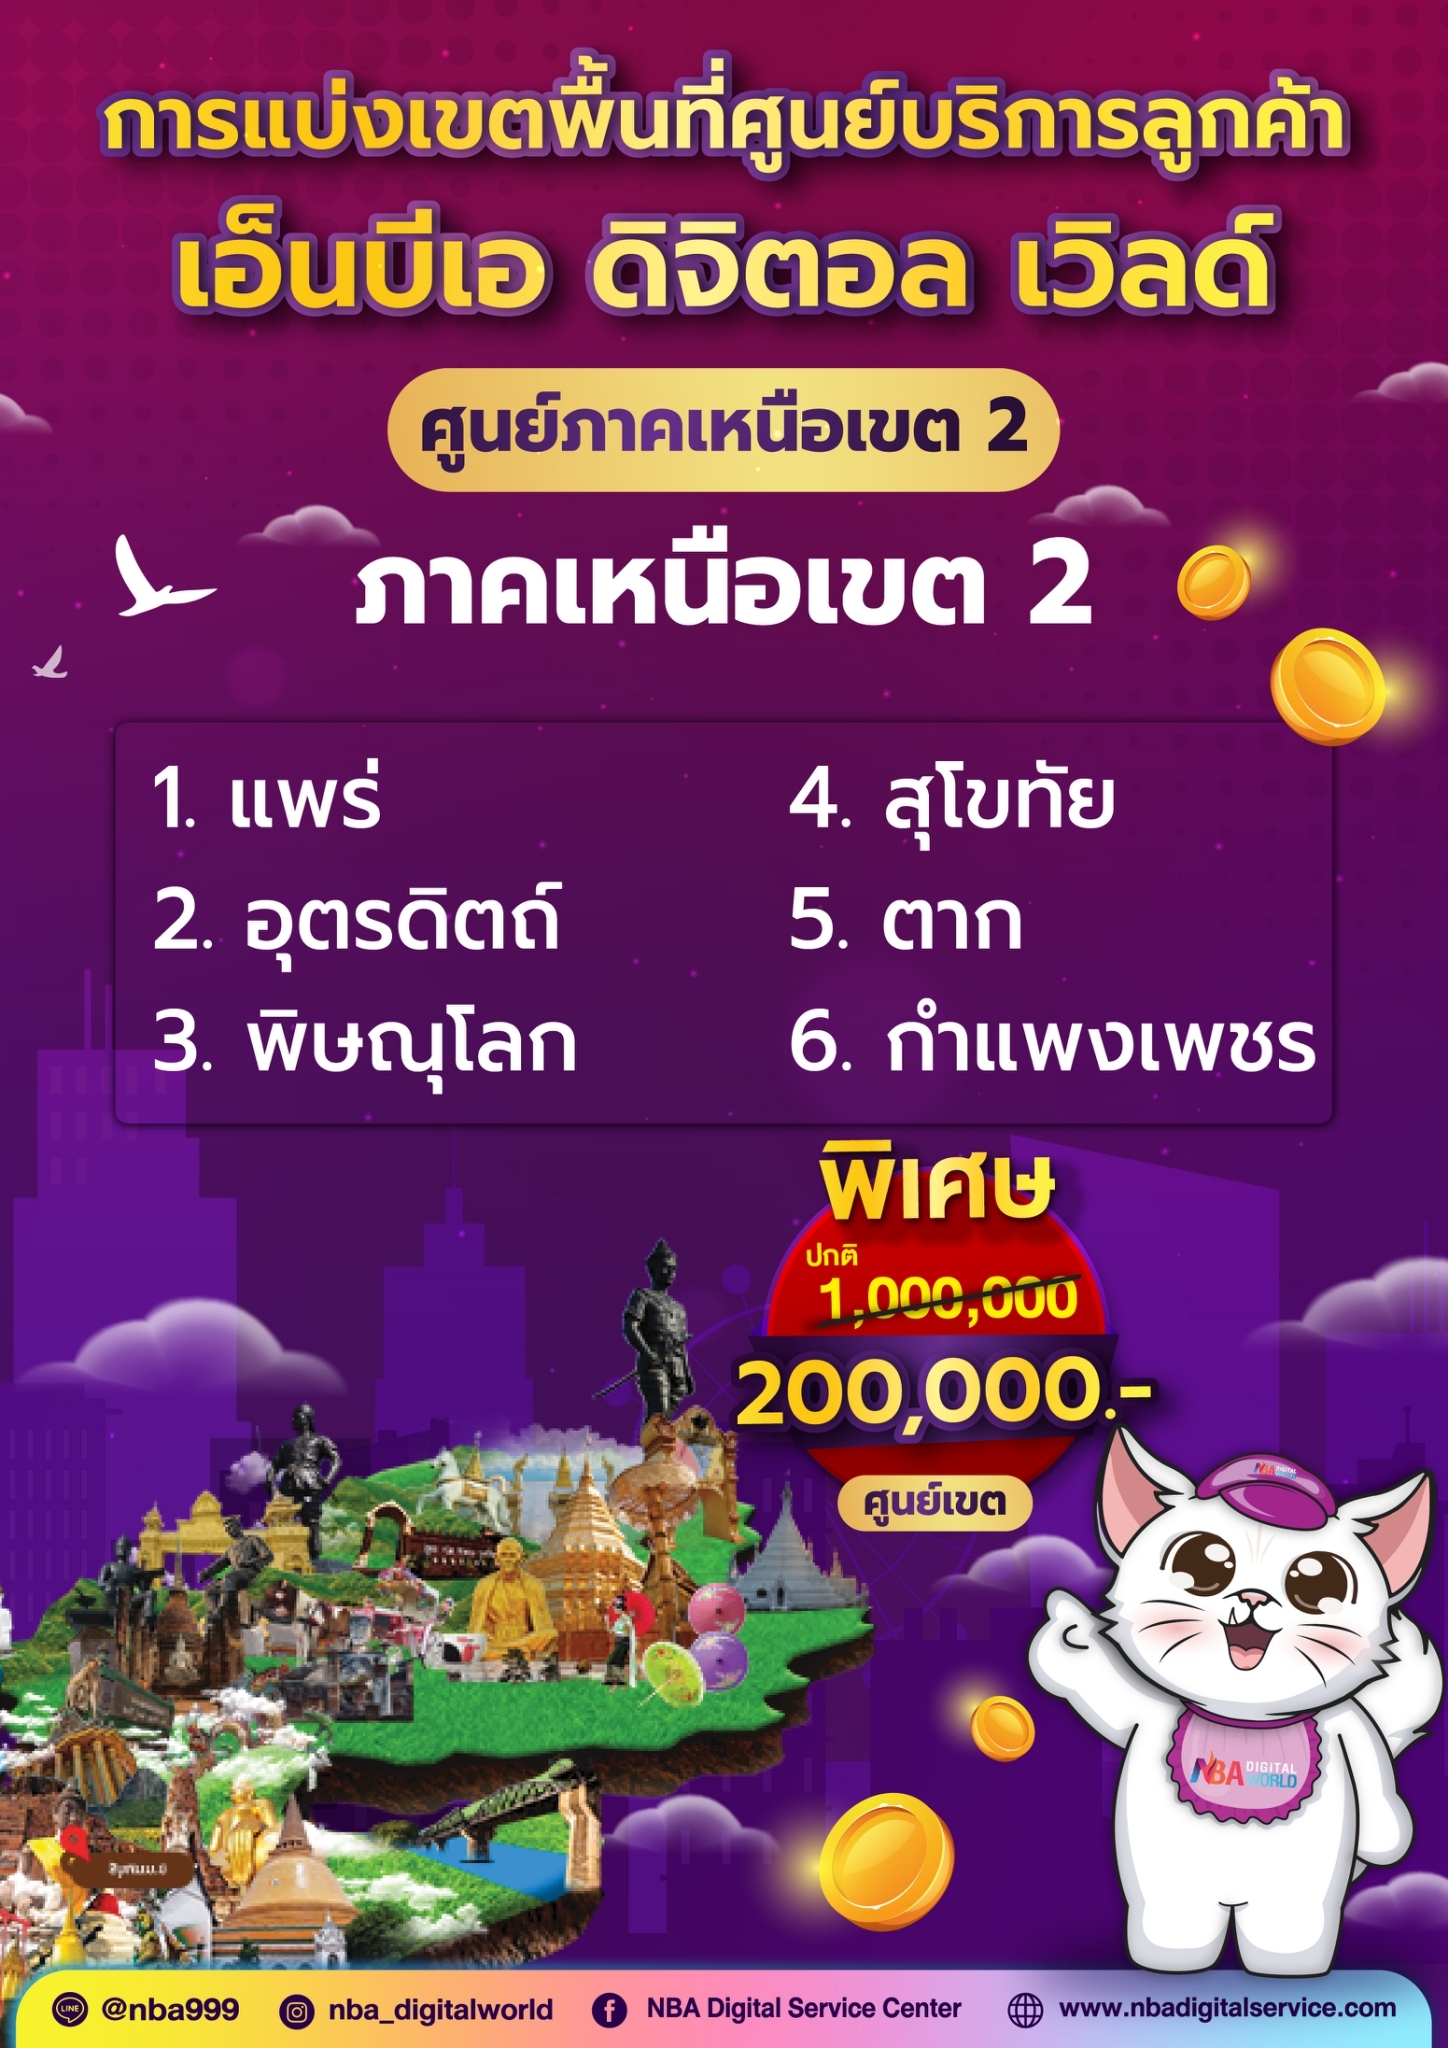 การแบ่งเขตพื้นที่ศูนย์บริการลูกค้า
เอ็นบีเอ ดิจิตอล เวิลด์
ศูนย์ภาคเหนือเขต 2
ภาคเหนือเขต 2
1. แพร่
2. อุตรดิตถ์
3. พิษณุโลก
4. สุโขทัย
5. ตาก
6. กำแพงเพชร
พิเศษ
ปกติ
1,000,000
200,000.-
ศูนย์เขต
NBA DIGITAL
NBA DIGITAL WORLD
LINE @nba999
nba_digitalworld
NBA Digital Service Center
www.nbadigitalservice.com